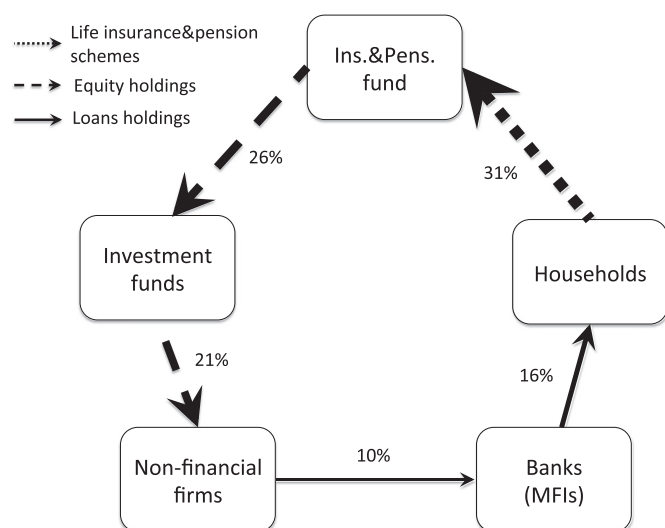 Life insurance&pension
schemes
Equity holdings
Loans holdings
Ins.&Pens.
fund
26%
31%
Investment
funds
Households
21%
16%
Non-financial
firms
10%
Banks
(MFIs)